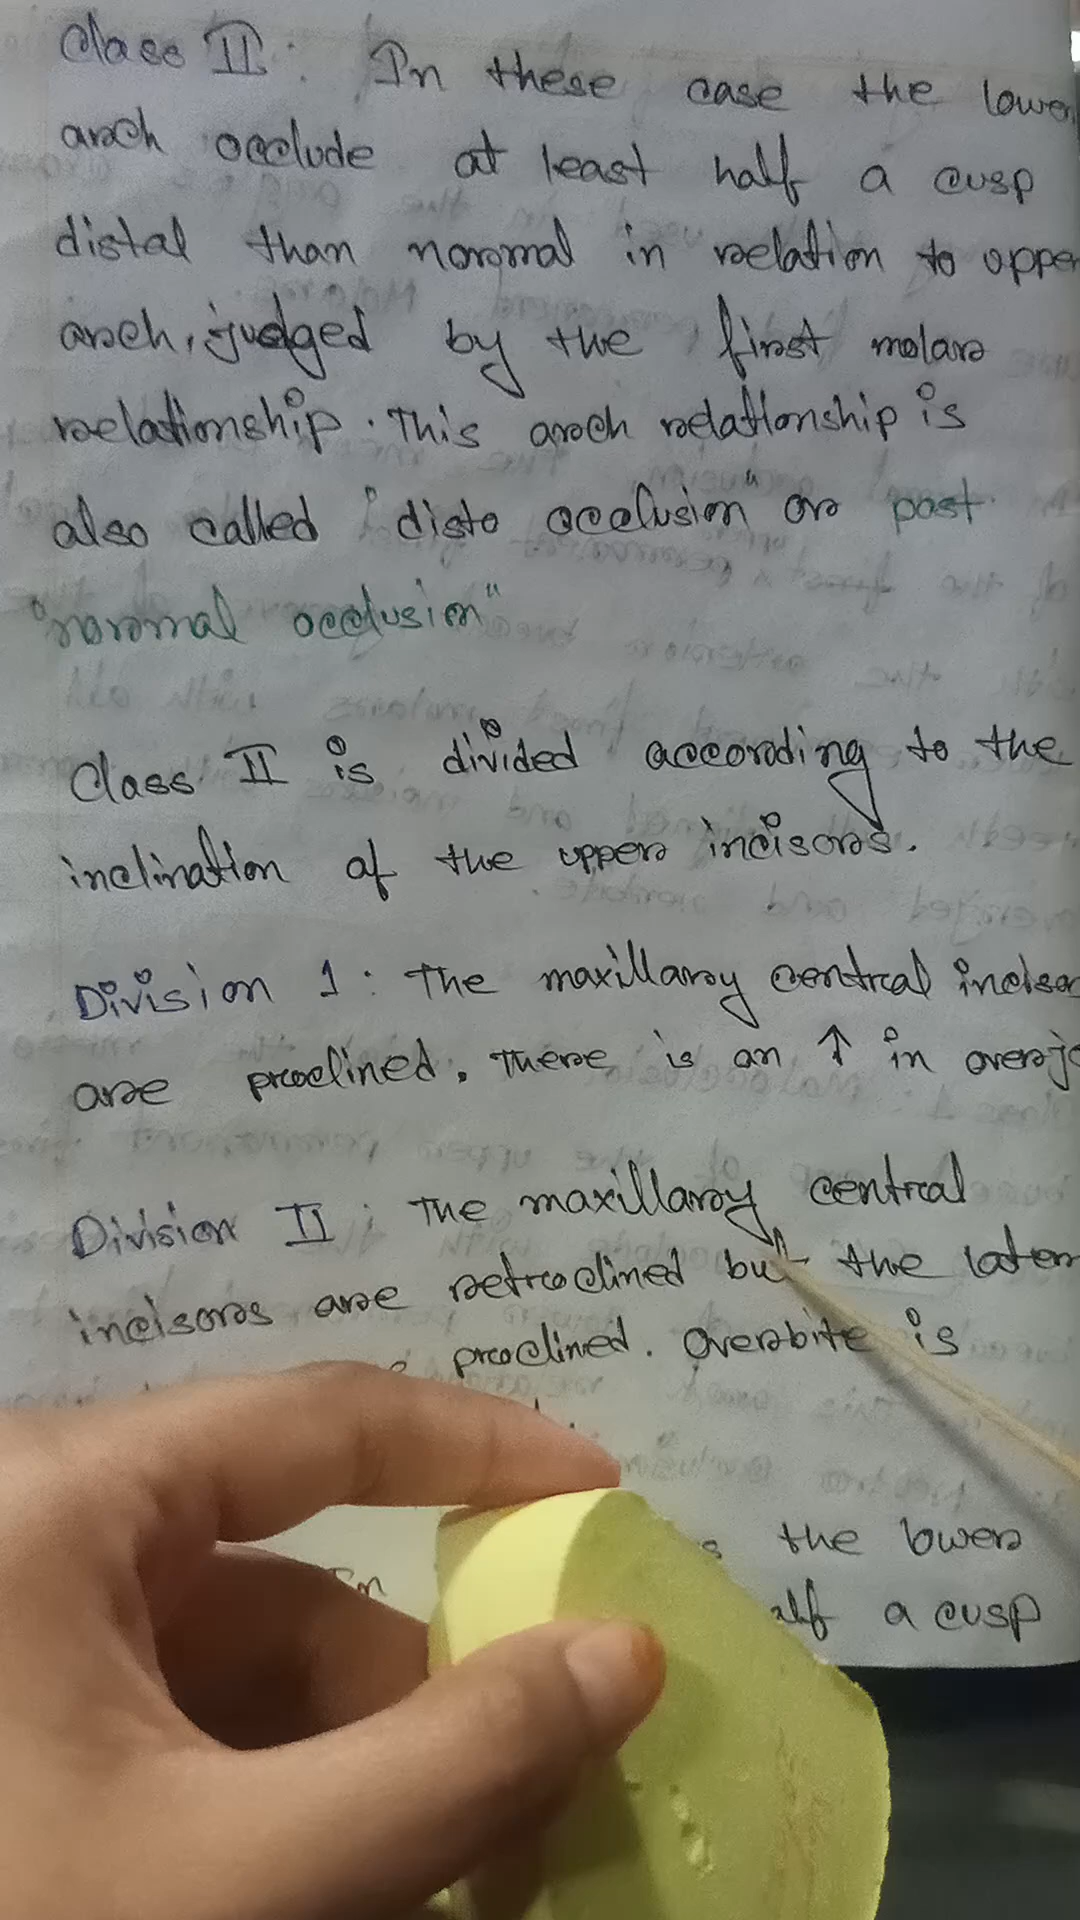 Class II: In these case the lower
arch occlude at least half a cusp
distal than normal in relation to upper
arch, judged by the first molar
relationship. This arch relationship is
also called "disto occlusion" or post
"normal occlusion"
Class II is divided according to the
inclination of the upper incisors.
Division 1: The maxillary central incisor
are proclined. There is an ↑ in overje
Division II: The maxillary central
incisors are retroclined but the later
proclined. Overbite is
the lower
In half a cusp